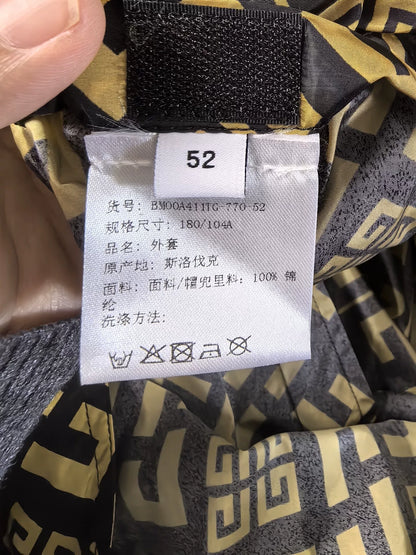 52
货号: BM00A411TG-770-52
规格尺寸: 180/104A
品名: 外套
原产地: 斯洛伐克
面料: 面料/帽兜里料: 100% 锦
纶
洗涤方法: